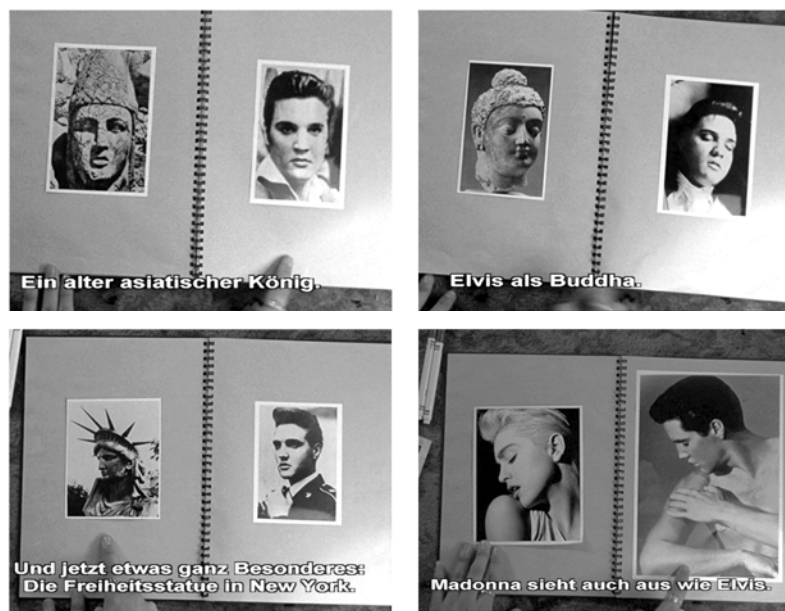 Ein alter asiatischer König.
Elvis als Buddha.
Und jetzt etwas ganz Besonderes:
Die Freiheitsstatue in New York.
Madonna sieht auch aus wie Elvis.